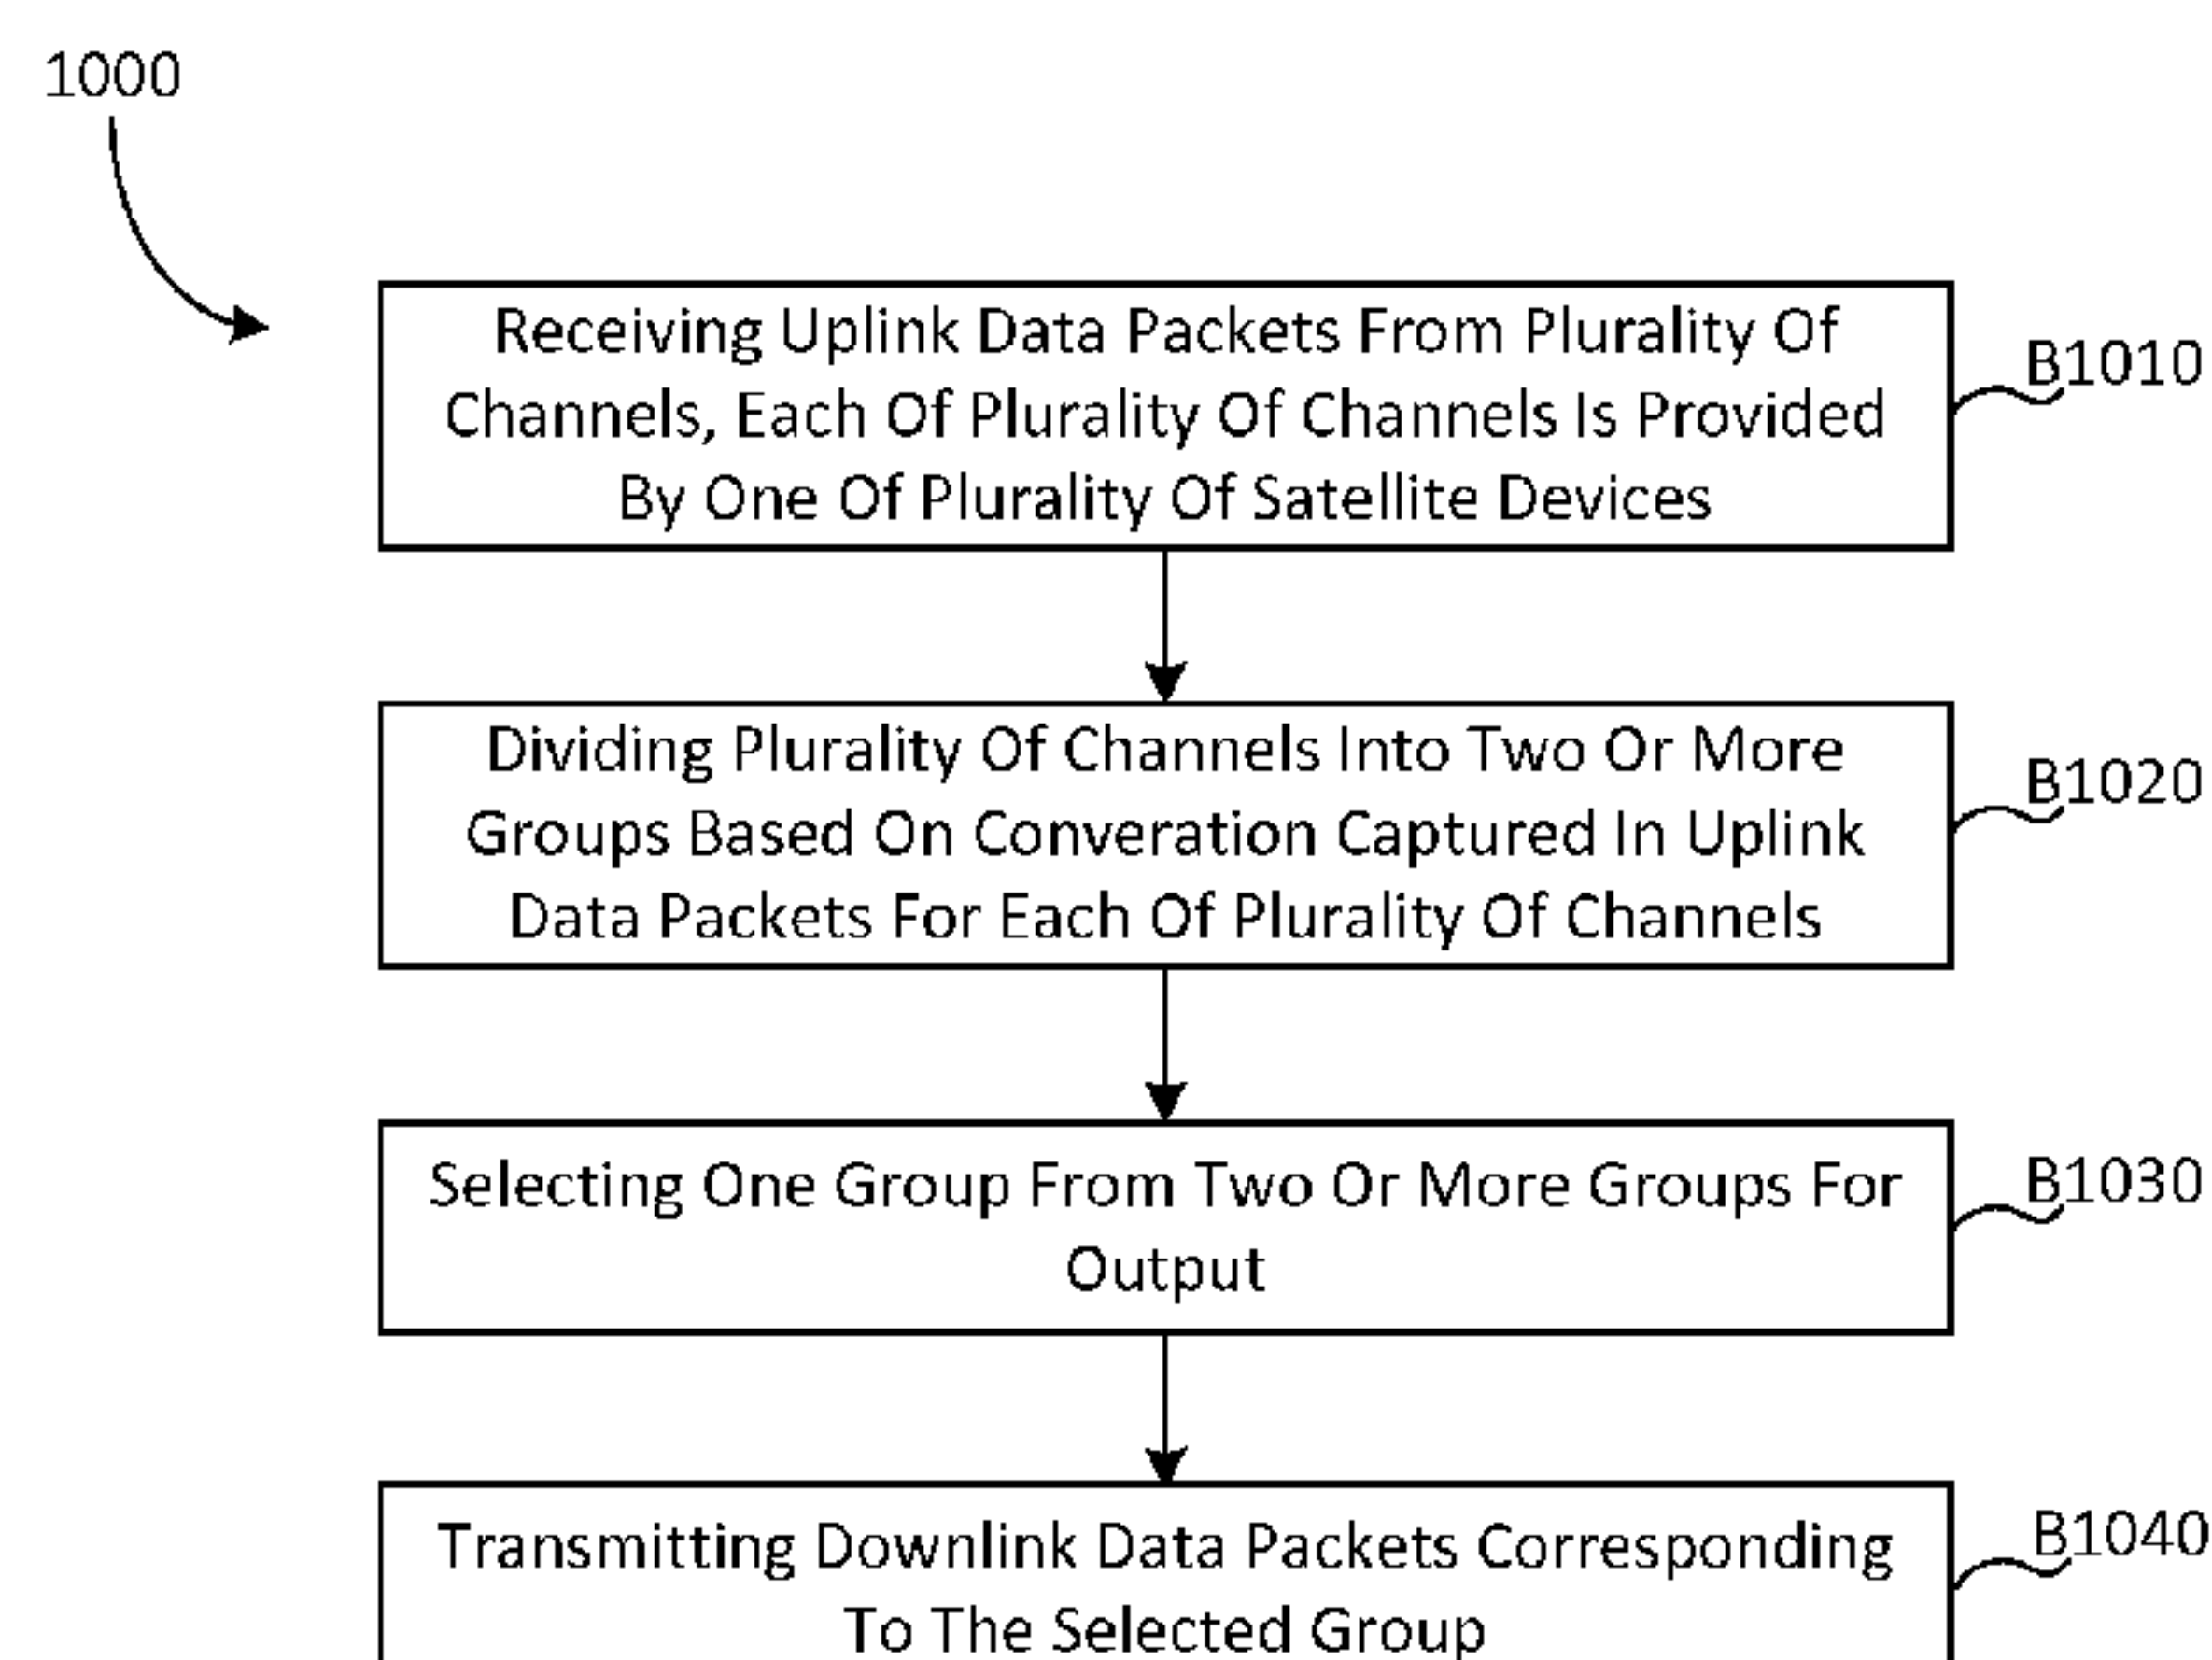 1000
Receiving Uplink Data Packets From Plurality Of
Channels, Each Of Plurality Of Channels Is Provided
By One Of Plurality Of Satellite Devices
B1010
Dividing Plurality Of Channels Into Two Or More
Groups Based On Converation Captured In Uplink
Data Packets For Each Of Plurality Of Channels
B1020
Selecting One Group From Two Or More Groups For
Output
B1030
Transmitting Downlink Data Packets Corresponding
To The Selected Group
B1040